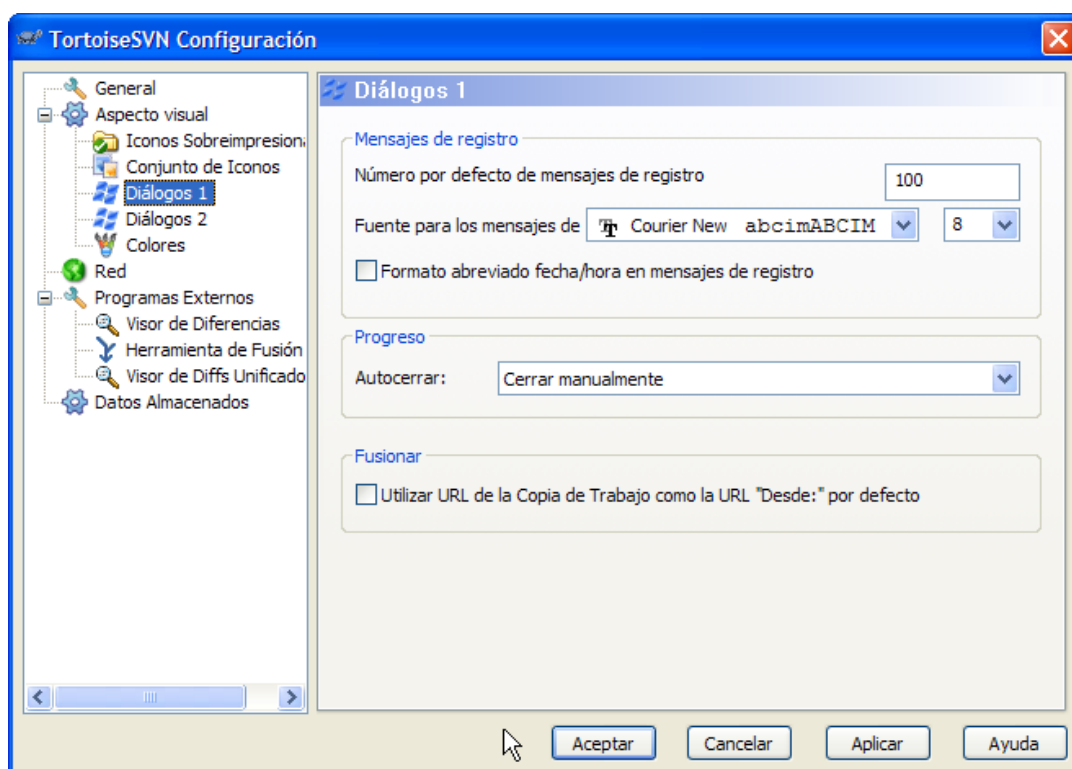 TortoiseSVN Configuración
General
Aspecto visual
Iconos Sobreimpresion
Conjunto de Iconos
Diálogos 1
Diálogos 2
Colores
Red
Programas Externos
Visor de Diferencias
Herramienta de Fusión
Visor de Diffs Unificado
Datos Almacenados
Diálogos 1
Mensajes de registro
Número por defecto de mensajes de registro 100
Fuente para los mensajes de Courier New abcimABCIM 8
Formato abreviado fecha/hora en mensajes de registro
Progreso
Autocerrar: Cerrar manualmente
Fusionar
Utilizar URL de la Copia de Trabajo como la URL "Desde:" por defecto
Aceptar Cancelar Aplicar Ayuda